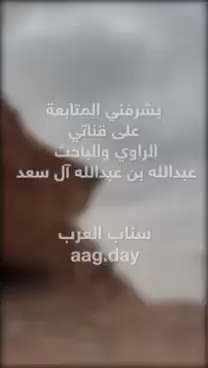 يشرفني المتابعة
على قناتي
الراوي والباحث
عبدالله بن عبدالله آل سعد
سناب العرب
aag.day